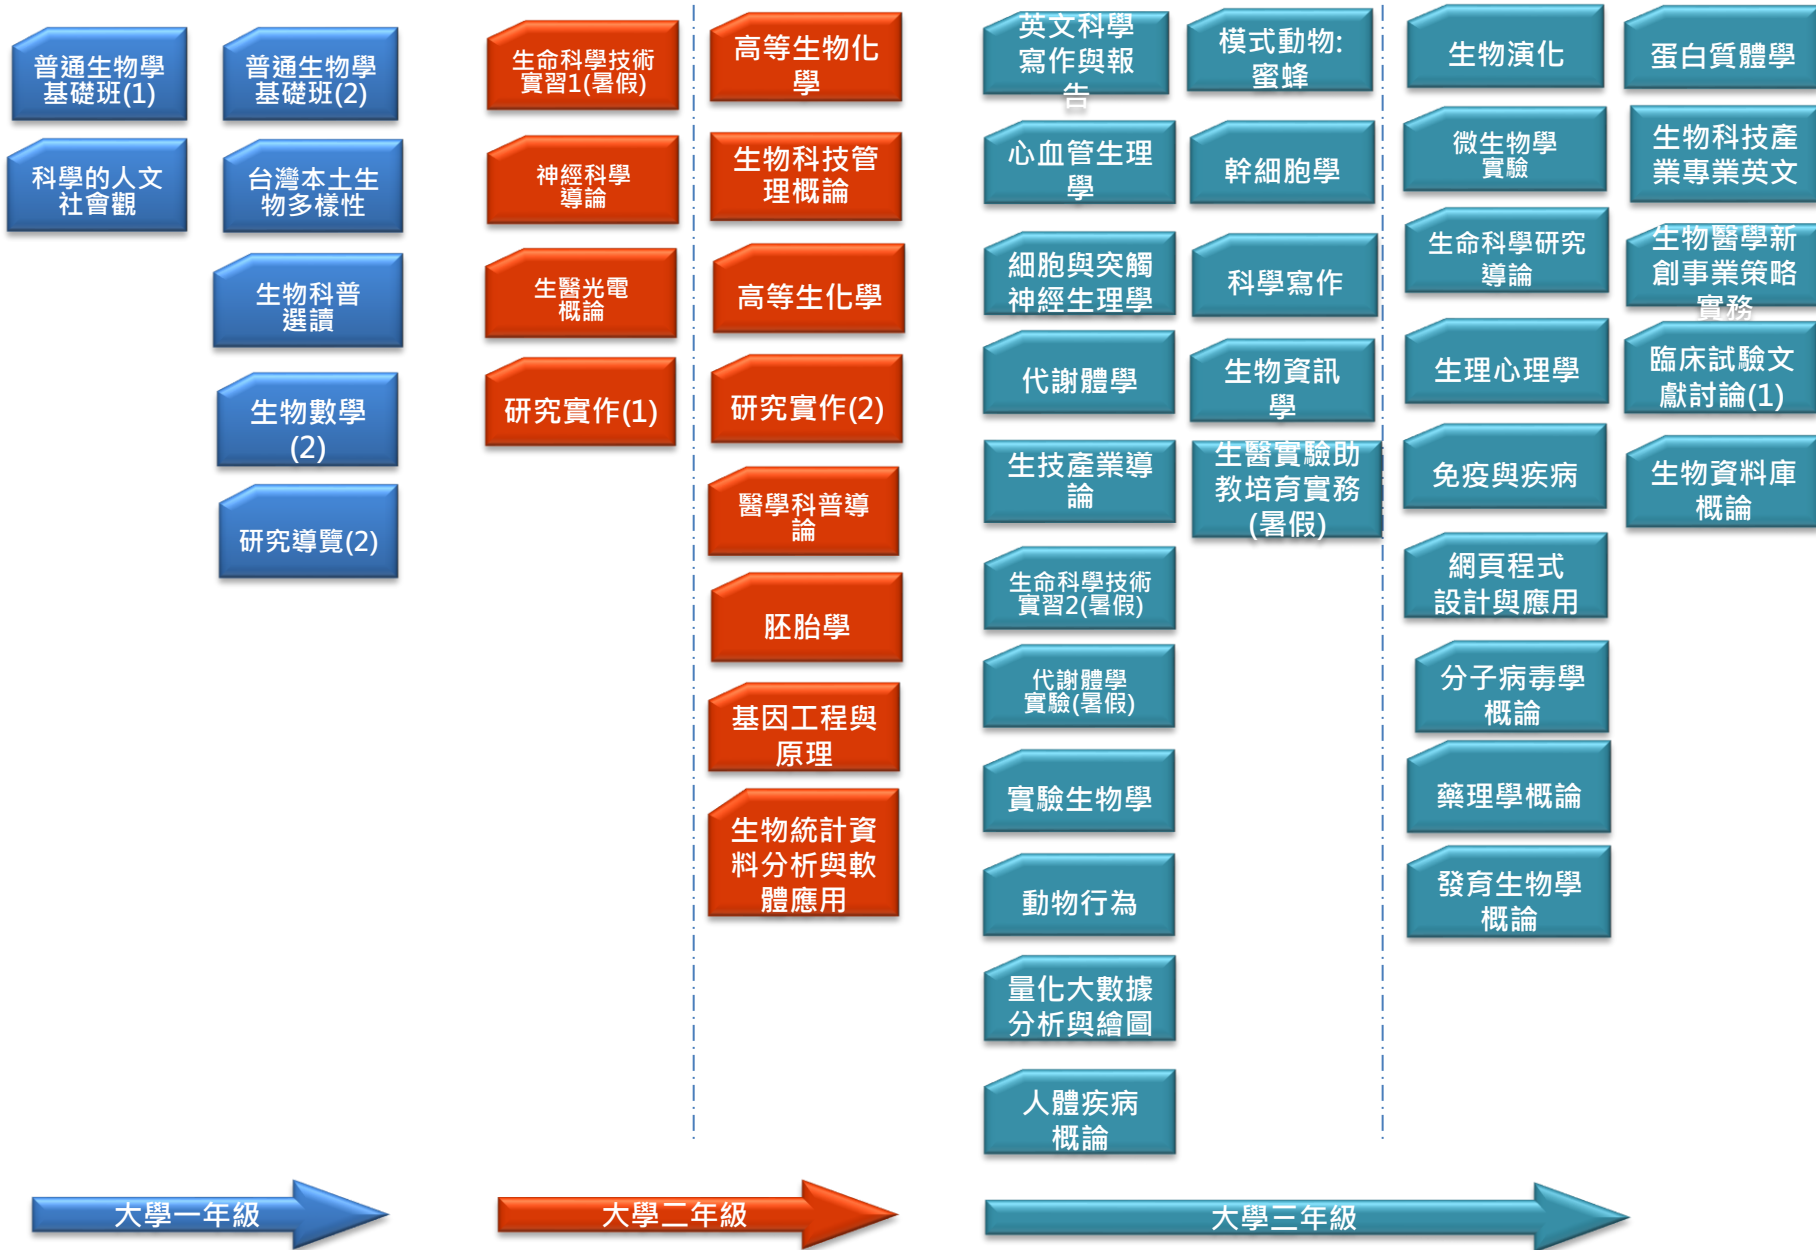 普通生物學
基礎班(1)
科學的人文
社會觀
普通生物學
基礎班(2)
台灣本土生
物多樣性
生物科普
選讀
生物數學
(2)
研究導覽(2)
生命科學技術
實習1(暑假)
神經科學
導論
生醫光電
概論
研究實作(1)
高等生物化
學
生物科技管
理概論
高等生化學
研究實作(2)
醫學科普導
論
胚胎學
基因工程與
原理
生物統計資
料分析與軟
體應用
英文科學
寫作與報
告
心血管生理
學
細胞與突觸
神經生理學
代謝體學
生技產業導
論
生命科學技術
實習2(暑假)
代謝體學
實驗(暑假)
實驗生物學
動物行為
量化大數據
分析與繪圖
人體疾病
概論
模式動物:
蜜蜂
幹細胞學
科學寫作
生物資訊
學
生醫實驗助
教培育實務
(暑假)
生物演化
微生物學
實驗
生命科學研究
導論
生理心理學
免疫與疾病
網頁程式
設計與應用
分子病毒學
概論
藥理學概論
發育生物學
概論
蛋白質體學
生物科技產
業專業英文
生物醫學新
創事業策略
實務
臨床試驗文
獻討論(1)
生物資料庫
概論
大學一年級
大學二年級
大學三年級